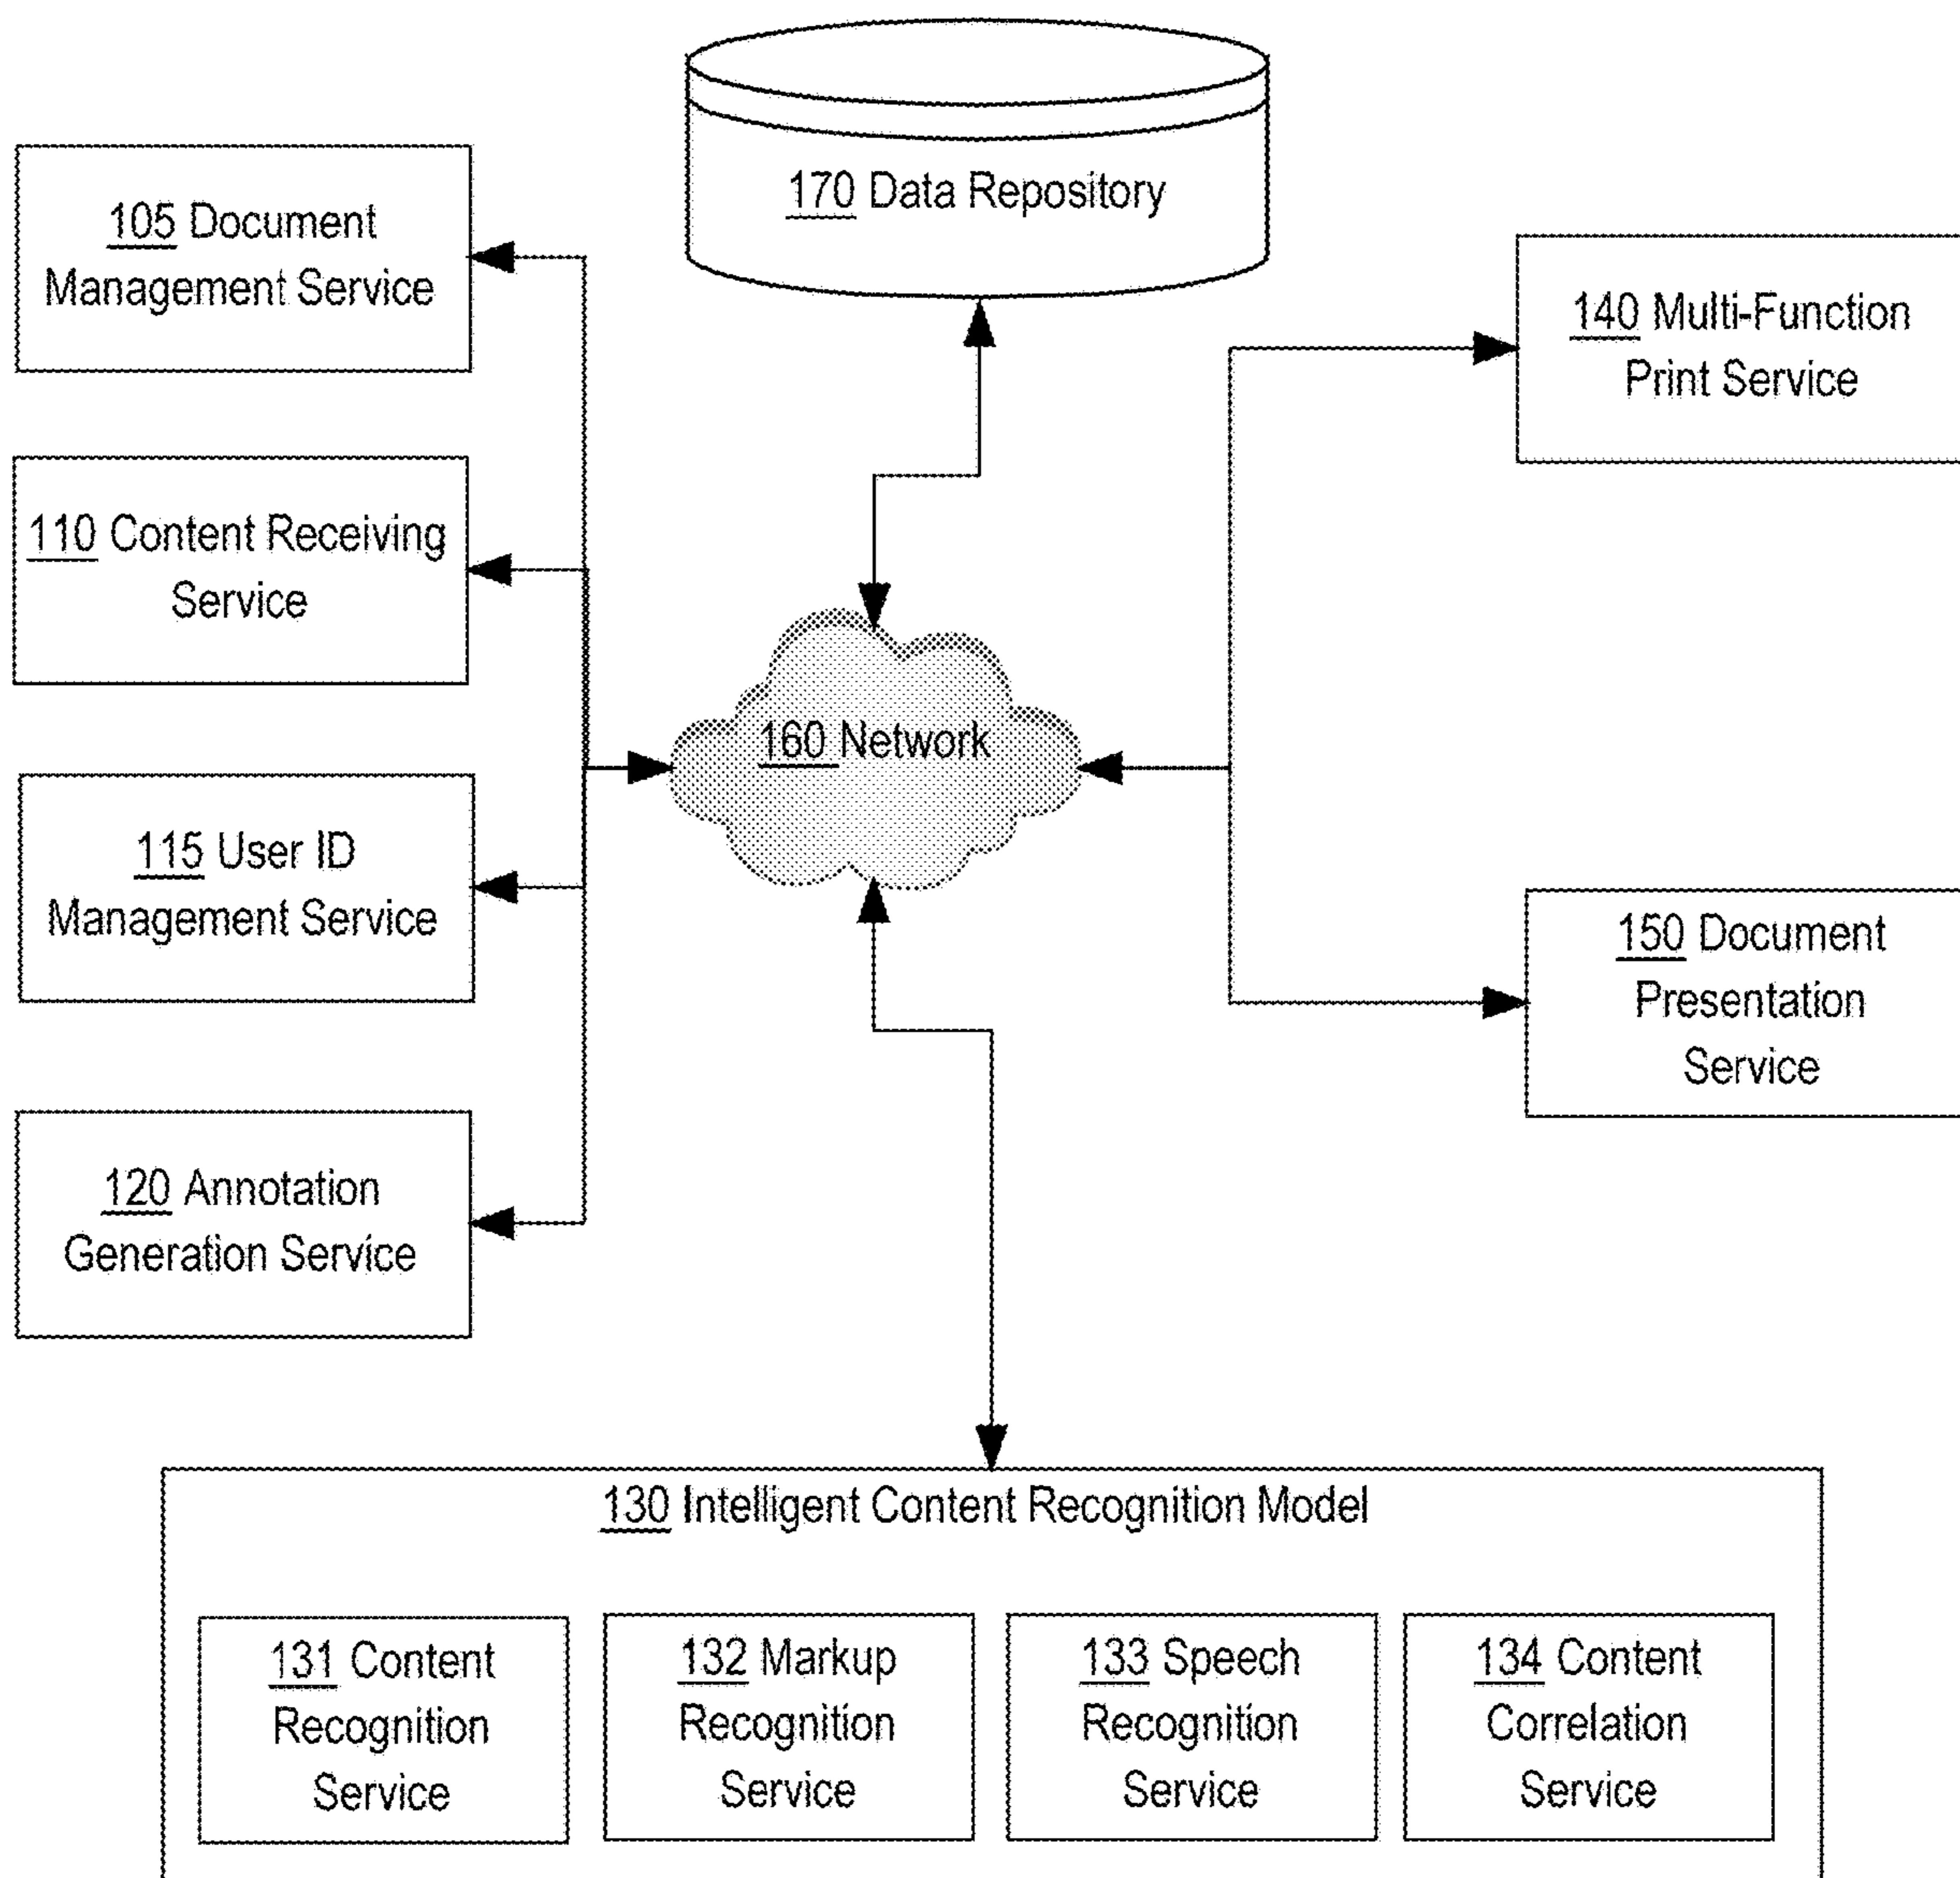 170 Data Repository
105 Document
Management Service
140 Multi-Function
Print Service
110 Content Receiving
Service
160 Network
115 User ID
Management Service
150 Document
Presentation
Service
120 Annotation
Generation Service
130 Intelligent Content Recognition Model
131 Content
Recognition
Service
132 Markup
Recognition
Service
133 Speech
Recognition
Service
134 Content
Correlation
Service